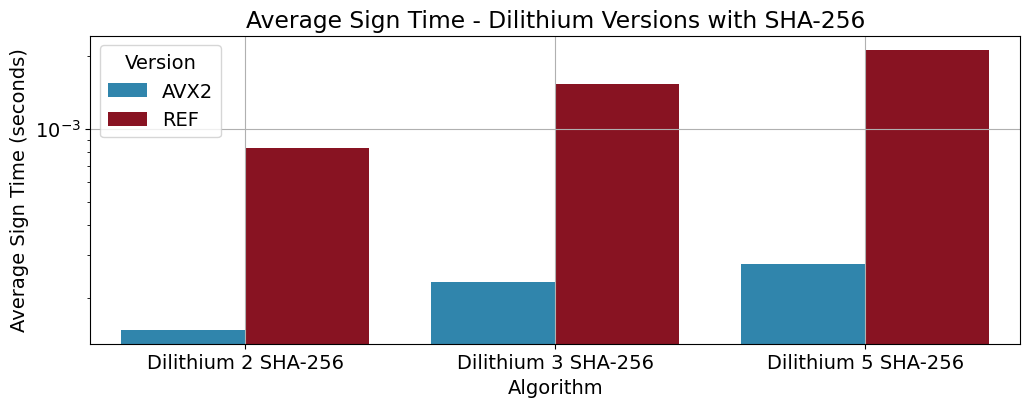 Average Sign Time - Dilithium Versions with SHA-256
Average Sign Time (seconds)
10⁻³
Version
AVX2
REF
Dilithium 2 SHA-256
Dilithium 3 SHA-256
Dilithium 5 SHA-256
Algorithm